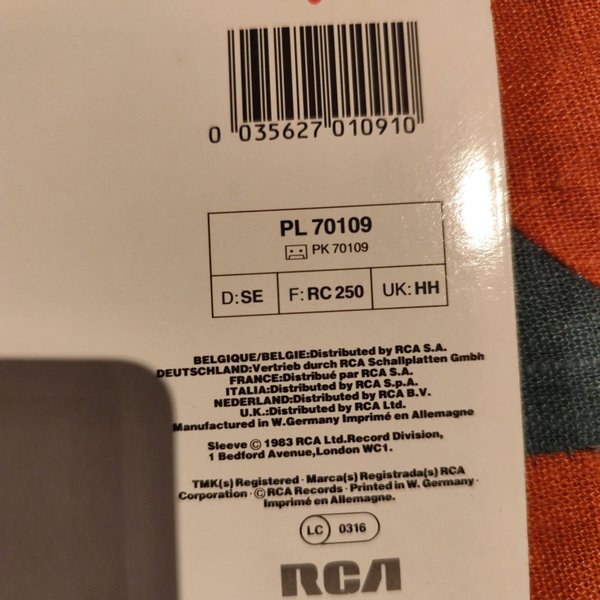 0 035627 010910
PL 70109
PK 70109
D:SE F:RC 250 UK:HH
BELGIQUE/BELGIE:Distributed by RCA S.A.
DEUTSCHLAND:Vertrieb durch RCA Schallplatten Gmbh
FRANCE:Distribué par RCA S.A.
ITALIA:Distributed by RCA S.p.A.
NEDERLAND:Distributed by RCA B.V.
U.K.:Distributed by RCA Ltd.
Manufactured in W.Germany Imprimé en Allemagne
Sleeve © 1983 RCA Ltd.Record Division,
1 Bedford Avenue,London WC1.
TMK(s) Registered · Marca(s) Registrada(s) RCA
Corporation · © RCA Records · Printed in W. Germany ·
Imprimé en Allemagne.
LC 0316
RCA